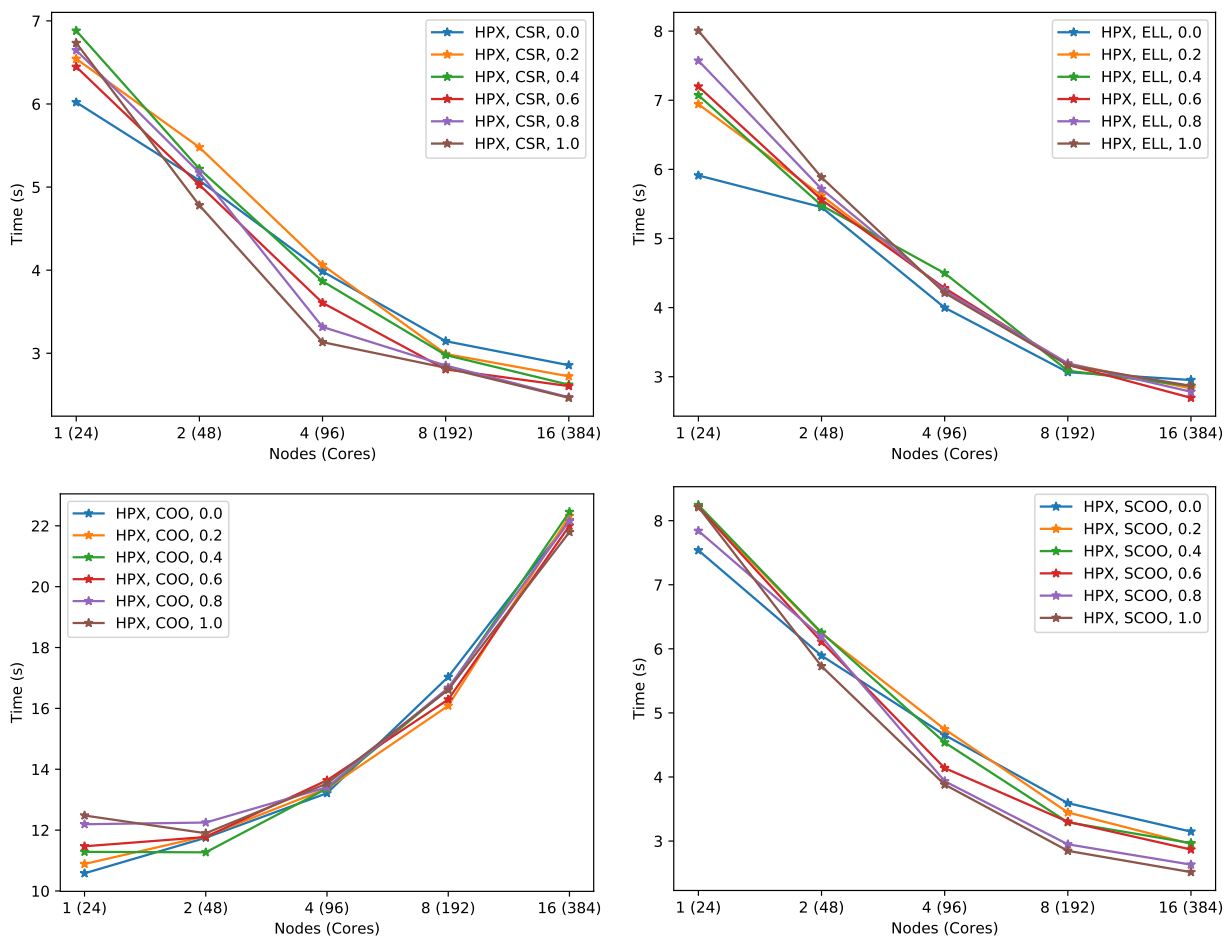 7
6
5
4
3
Time (s)
HPX, CSR, 0.0
HPX, CSR, 0.2
HPX, CSR, 0.4
HPX, CSR, 0.6
HPX, CSR, 0.8
HPX, CSR, 1.0
1 (24) 2 (48) 4 (96) 8 (192) 16 (384)
Nodes (Cores)
8
7
6
5
4
3
Time (s)
HPX, ELL, 0.0
HPX, ELL, 0.2
HPX, ELL, 0.4
HPX, ELL, 0.6
HPX, ELL, 0.8
HPX, ELL, 1.0
1 (24) 2 (48) 4 (96) 8 (192) 16 (384)
Nodes (Cores)
22
20
18
16
14
12
10
Time (s)
HPX, COO, 0.0
HPX, COO, 0.2
HPX, COO, 0.4
HPX, COO, 0.6
HPX, COO, 0.8
HPX, COO, 1.0
1 (24) 2 (48) 4 (96) 8 (192) 16 (384)
Nodes (Cores)
8
7
6
5
4
3
Time (s)
HPX, SCOO, 0.0
HPX, SCOO, 0.2
HPX, SCOO, 0.4
HPX, SCOO, 0.6
HPX, SCOO, 0.8
HPX, SCOO, 1.0
1 (24) 2 (48) 4 (96) 8 (192) 16 (384)
Nodes (Cores)